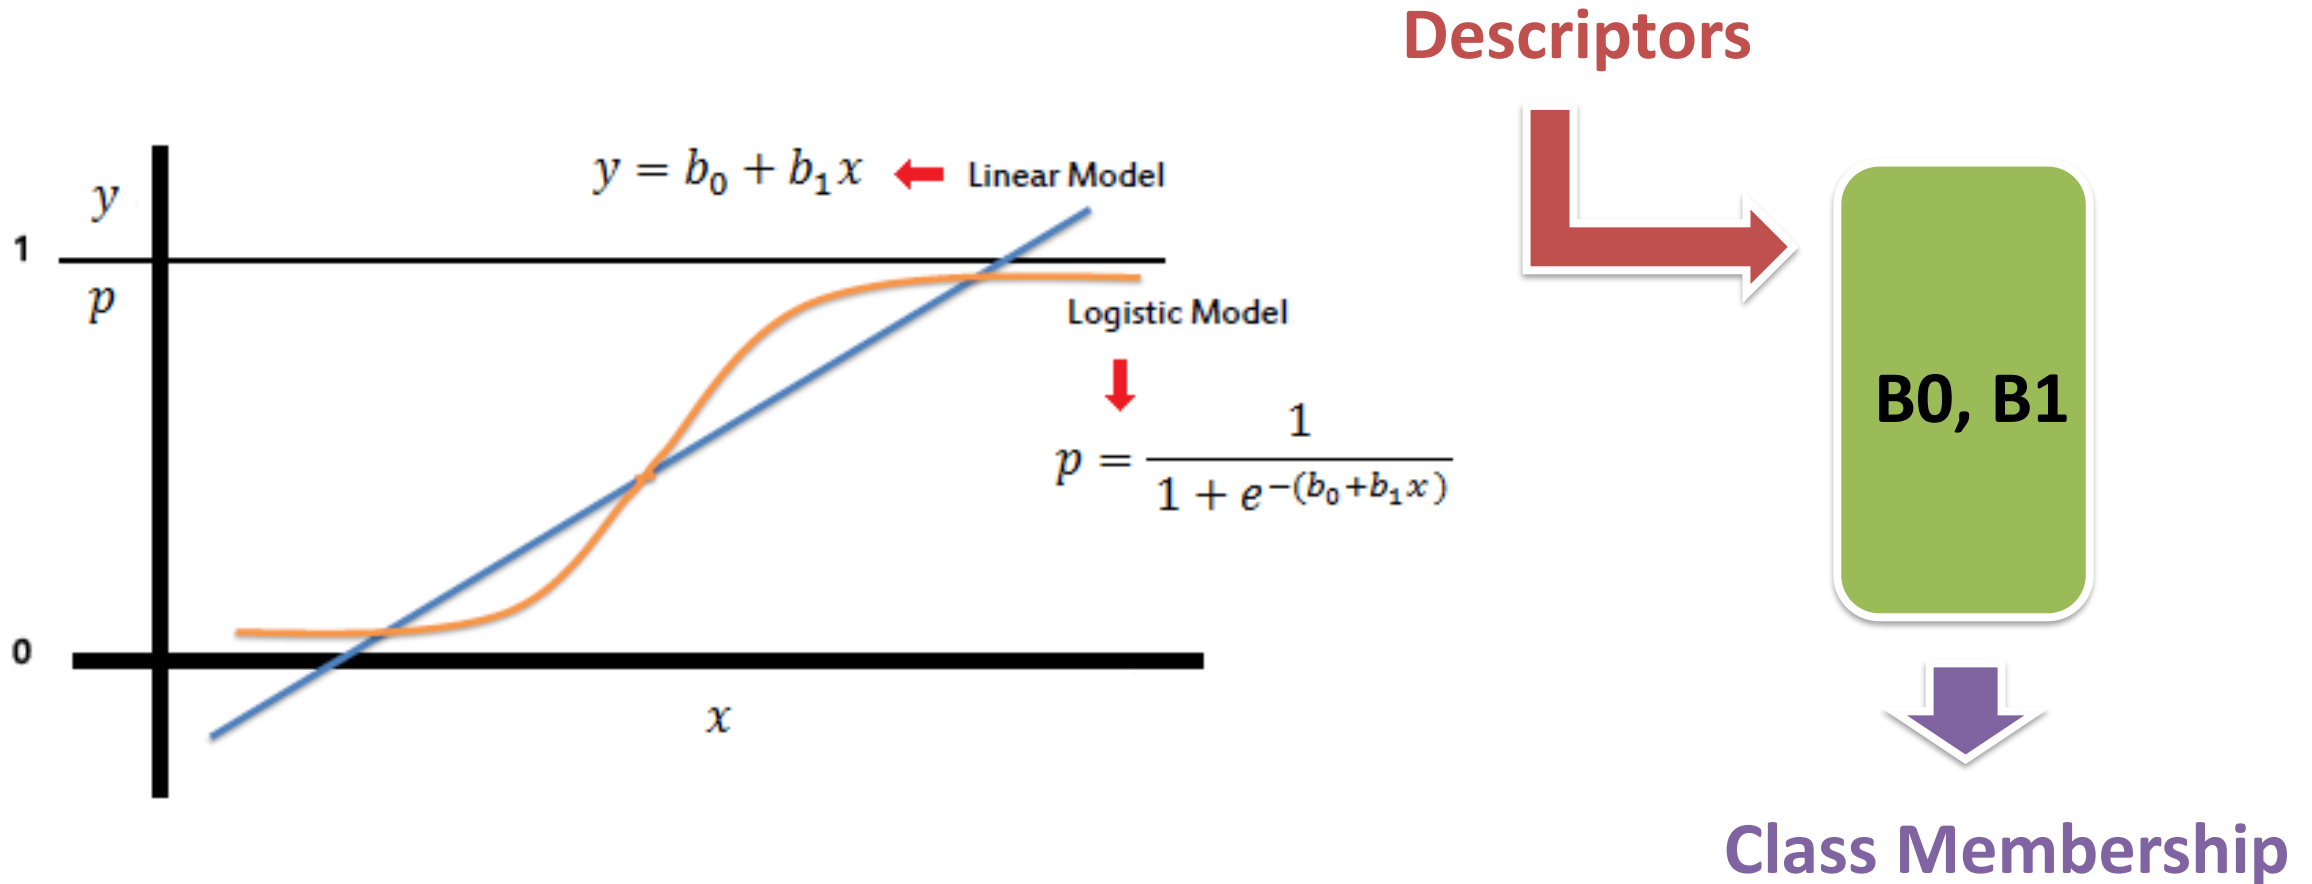 Descriptors
y = b₀ + b₁x
Linear Model
y
1
p
Logistic Model
p = 1 / (1 + e^−(b₀+b₁x))
B0, B1
0
x
Class Membership